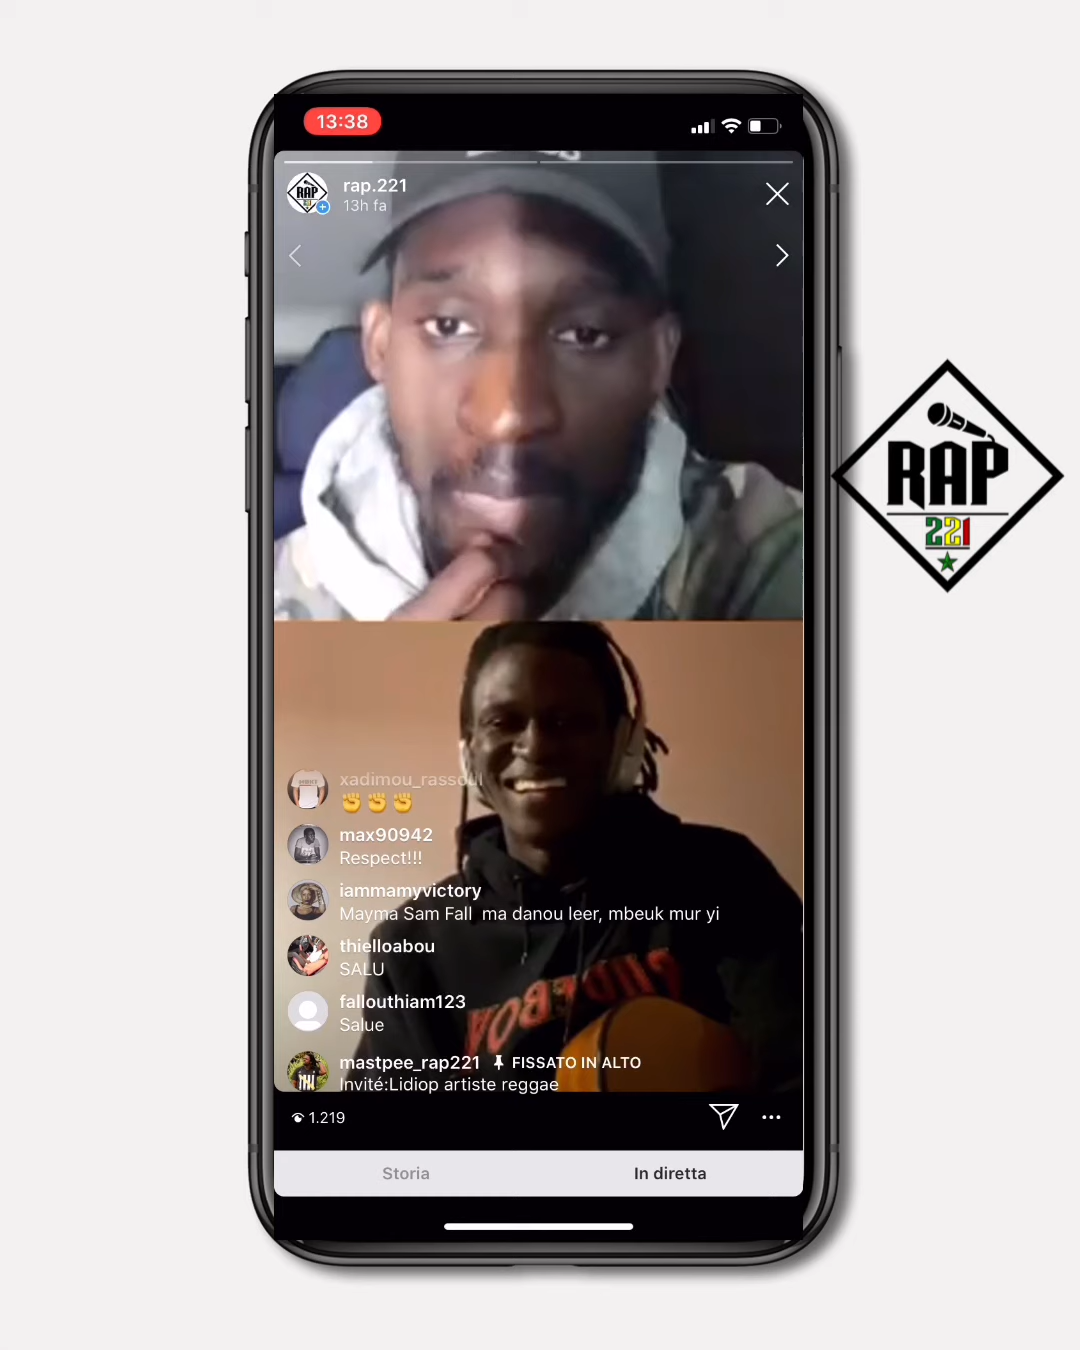 13:38
rap.221
13h fa
RAP
221
xadimou_rassoul
✊✊✊
max90942
Respect!!!
iammamyvictory
Mayma Sam Fall ma danou leer, mbeuk mur yi
thielloabou
SALU
fallouthiam123
Salue
mastpee_rap221 FISSATO IN ALTO
Invité:Lidiop artiste reggae
1.219
Storia
In diretta
RAP
221